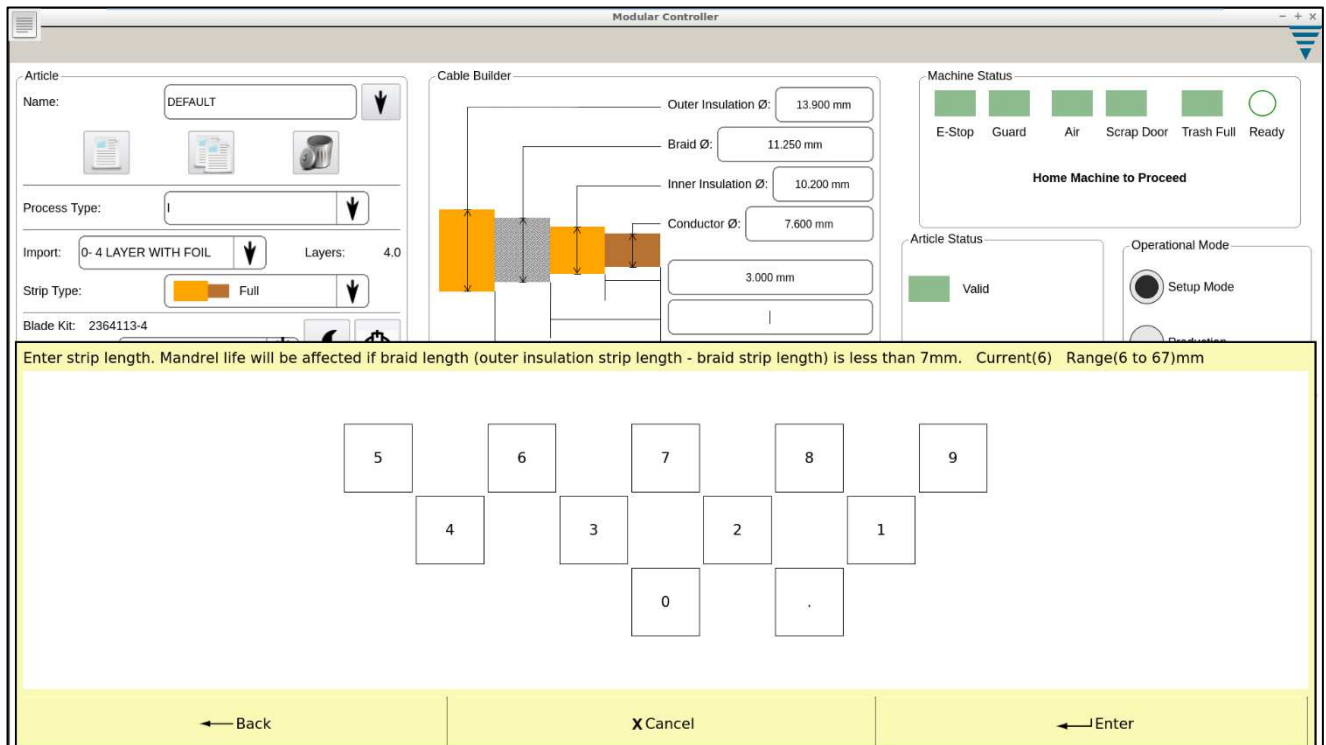 Modular Controller
Article
Name:
DEFAULT
Process Type:
I
Import:
0- 4 LAYER WITH FOIL
Layers:
4.0
Strip Type:
Full
Blade Kit: 2364113-4
Cable Builder
Outer Insulation Ø:
13.900 mm
Braid Ø:
11.250 mm
Inner Insulation Ø:
10.200 mm
Conductor Ø:
7.600 mm
3.000 mm
Machine Status
E-Stop Guard Air Scrap Door Trash Full Ready
Home Machine to Proceed
Article Status
Valid
Operational Mode
Setup Mode
Production
Enter strip length. Mandrel life will be affected if braid length (outer insulation strip length - braid strip length) is less than 7mm. Current(6) Range(6 to 67)mm
5 6 7 8 9
4 3 2 1
0 .
Back
X Cancel
Enter